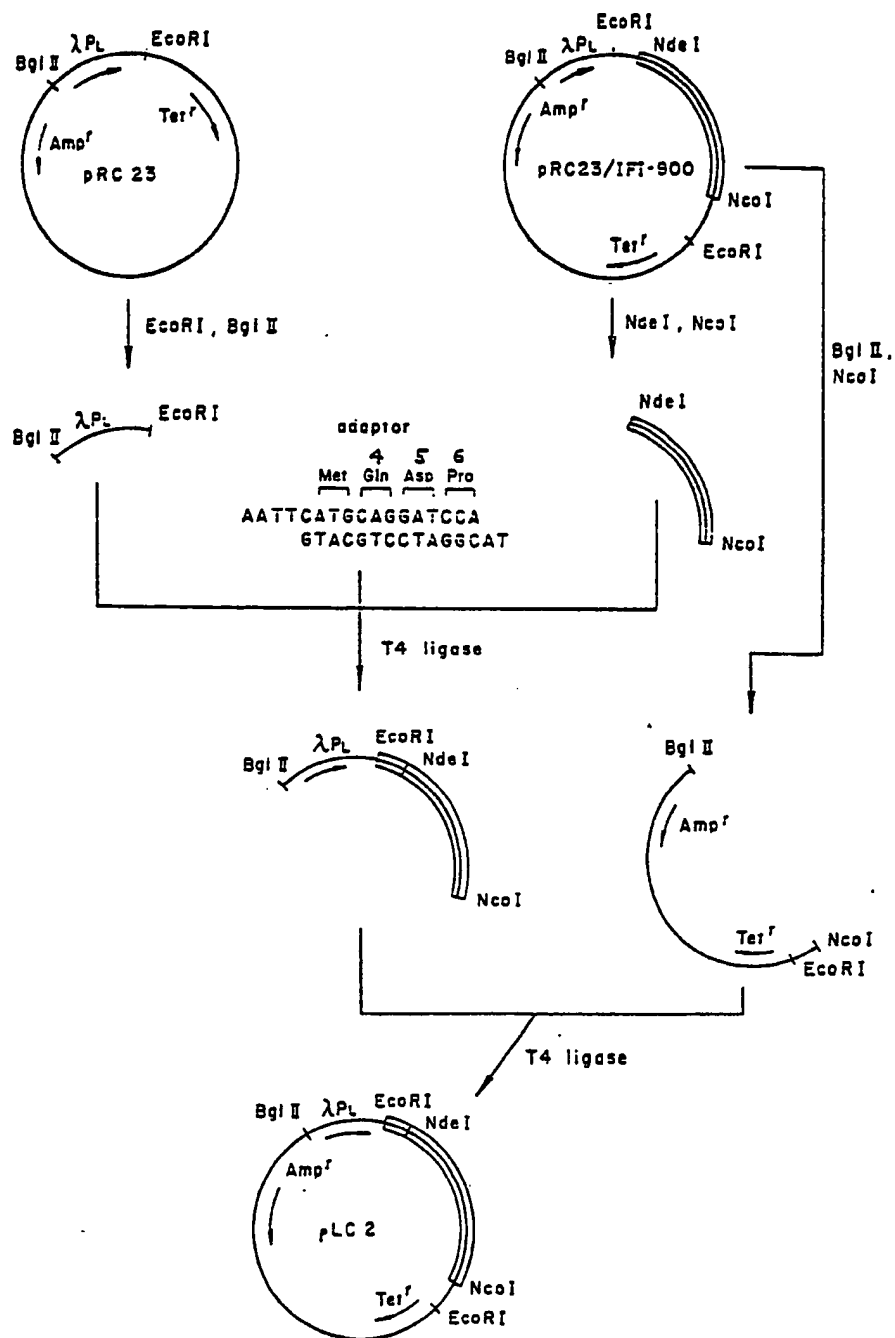 Bgl II
λPL
EcoRI
Ampʳ
Tetʳ
pRC 23
EcoRI
Bgl II
λPL
NdeI
Ampʳ
pRC23/IFI-900
NcoI
Tetʳ
EcoRI
EcoRI, Bgl II
NdeI, NcoI
Bgl II,
NcoI
Bgl II
λPL
EcoRI
adaptor
4 5 6
Met Gln Asp Pro
AATTCATGCAGGATCCA
GTACGTCCTAGGCAT
NdeI
NcoI
T4 ligase
Bgl II
λPL
EcoRI
NdeI
NcoI
Bgl II
Ampʳ
Tetʳ
NcoI
EcoRI
T4 ligase
Bgl II
λPL
EcoRI
NdeI
Ampʳ
pLC 2
NcoI
Tetʳ
EcoRI